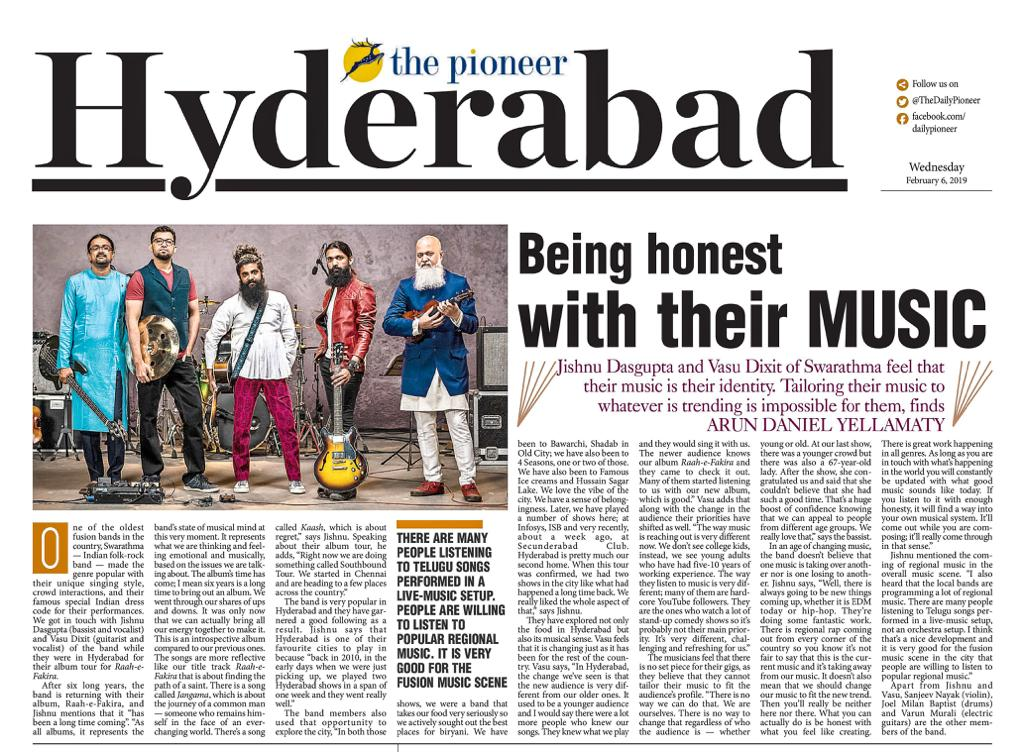 the pioneer
Hyderabad
Follow us on
@TheDailyPioneer
facebook.com/
dailypioneer
Wednesday
February 6, 2019
Being honest
with their MUSIC
Jishnu Dasgupta and Vasu Dixit of Swarathma feel that
their music is their identity. Tailoring their music to
whatever is trending is impossible for them, finds
ARUN DANIEL YELLAMATY
One of the oldest
fusion bands in the
country, Swarathma
— Indian folk-rock
band — made the
genre popular with
their unique singing style,
crowd interactions, and their
famous special Indian dress
code for their performances.
We got in touch with Jishnu
Dasgupta (bassist and vocalist)
and Vasu Dixit (guitarist and
vocalist) of the band while
they were in Hyderabad for
their album tour for Raah-e-
Fakira.
After six long years, the
band is returning with their
album, Raah-e-Fakira, and
Jishnu mentions that it "has
been a long time coming". "As
all albums, it represents the
band's state of musical mind at
this very moment. It represents
what we are thinking and feel-
ing emotional and musically,
based on the issues we are talk-
ing about. The album's time has
come; I mean six years is a long
time to bring out an album. We
went through our shares of ups
and downs. It was only now
that we can actually bring all
our energy together to make it.
This is an introspective album
compared to our previous ones.
The songs are more reflective
like our title track Raah-e-
Fakira that is about finding the
path of a saint. There is a song
called Jangama, which is about
the journey of a common man
— someone who remains him-
self in the face of an ever-
changing world. There's a song
called Kaash, which is about
regret," says Jishnu. Speaking
about their album tour, he
adds, "Right now we are doing
something called Southbound
Tour. We started in Chennai
and are heading to a few places
across the country."
The band is very popular in
Hyderabad and they have gar-
nered a good following as a
result. Jishnu says that
Hyderabad is one of their
favourite cities to play in
because "back in 2010, in the
early days when we were just
picking up, we played two
Hyderabad shows in a span of
one week and they went really
well."
The band members also
used that opportunity to
explore the city, "In both those
THERE ARE MANY
PEOPLE LISTENING
TO TELUGU SONGS
PERFORMED IN A
LIVE-MUSIC SETUP.
PEOPLE ARE WILLING
TO LISTEN TO
POPULAR REGIONAL
MUSIC. IT IS VERY
GOOD FOR THE
FUSION MUSIC SCENE
shows, we were a band that
takes our food very seriously so
we actively sought out the best
places for biryani. We have
been to Bawarchi, Shadab in
Old City; we have also been to
4 Seasons, one or two of those.
We have also been to Famous
Ice creams and Hussain Sagar
Lake. We love the vibe of the
city. We have a sense of belong-
ingness. Later, we have played
a number of shows here; at
Infosys, ISB and very recently,
about a week ago, at
Secunderabad Club.
Hyderabad is pretty much our
second home. When this tour
was confirmed, we had two
shows in the city like what had
happened a long time back. We
really liked the whole aspect of
that," says Jishnu.
They have explored not only
the food in Hyderabad but
also its musical sense. Vasu feels
that it is changing just as it has
been for the rest of the coun-
try. Vasu says, "In Hyderabad,
the change we've seen is that
the new audience is very dif-
ferent from our older ones. It
used to be a younger audience
and I would say there were a lot
more people who knew our
songs. They knew what we play
and they would sing it with us.
The newer audience knows
our album Raah-e-Fakira and
they came to check it out.
Many of them started listening
to us with our new album,
which is good." Vasu adds that
along with the change in the
audience their priorities have
shifted as well. "The way music
is reaching out is very different
now. We don't see college kids,
instead, we see young adults
who have had five-10 years of
working experience. The way
they listen to music is very dif-
ferent; many of them are hard-
core YouTube followers. They
are the ones who watch a lot of
stand-up comedy shows so it's
probably not their main prior-
ity. It's very different, chal-
lenging and refreshing for us."
The musicians feel that there
is no set piece for their gigs, as
they believe that they cannot
tailor their music to fit the
audience's profile. "There is no
way we can do that. We are
ourselves. There is no way to
change that regardless of who
the audience is — whether
young or old. At our last show,
there was a younger crowd but
there was also a 67-year-old
lady. After the show, she con-
gratulated us and said that she
couldn't believe that she had
such a good time. That's a huge
boost of confidence knowing
that we can appeal to people
from different age groups. We
really love that," says the bassist.
In an age of changing music,
the band doesn't believe that
one music is taking over anoth-
er nor is one losing to anoth-
er. Jishnu says, "Well, there is
always going to be new things
coming up, whether it is EDM
today or hip-hop. They're
doing some fantastic work.
There is regional rap coming
out from every corner of the
country so you know it's not
fair to say that this is the cur-
rent music and it's taking away
from our music. It doesn't also
mean that we should change
our music to fit the new trend.
Then you'll really be neither
here nor there. What you can
actually do is be honest with
what you feel like creating.
There is great work happening
in all genres. As long as you are
in touch with what's happening
in the world you will constantly
be updated with what good
music sounds like today. If
you listen to it with enough
honesty, it will find a way into
your own musical system. It'll
come out while you are com-
posing; it'll really come through
in that sense."
Jishnu mentioned the com-
ing of regional music in the
overall music scene. "I also
heard that the local bands are
programming a lot of regional
music. There are many people
listening to Telugu songs per-
formed in a live-music setup,
not an orchestra setup. I think
that's a nice development and
it is very good for the fusion
music scene in the city that
people are willing to listen to
popular regional music."
Apart from Jishnu and
Vasu, Sanjeev Nayak (violin),
Joel Milan Baptist (drums)
and Varun Murali (electric
guitars) are the other mem-
bers of the band.